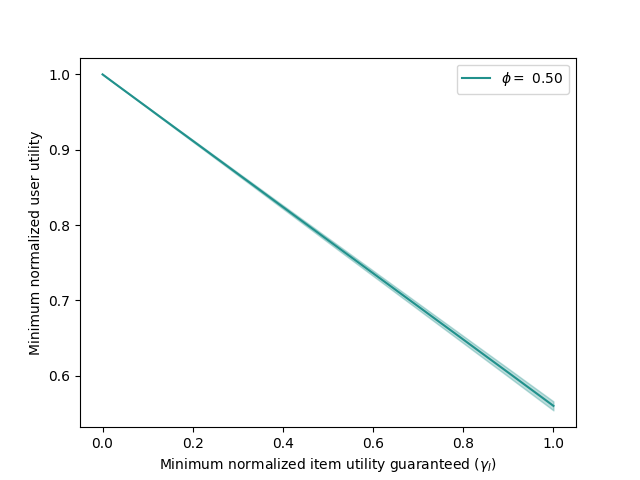 ϕ = 0.50
1.0
0.9
0.8
0.7
0.6
Minimum normalized user utility
0.0 0.2 0.4 0.6 0.8 1.0
Minimum normalized item utility guaranteed (γ_I)